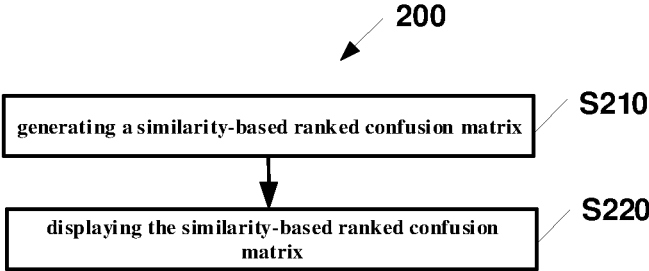 200
generating a similarity-based ranked confusion matrix
S210
displaying the similarity-based ranked confusion
matrix
S220